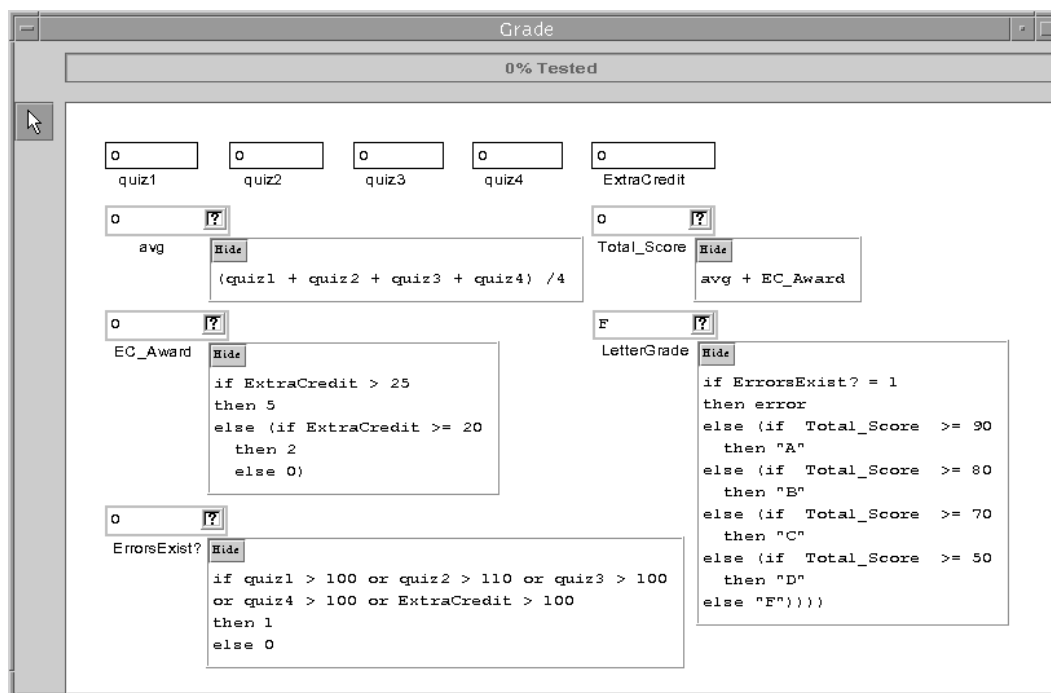 Grade
0% Tested
0 0 0 0 0
quiz1 quiz2 quiz3 quiz4 ExtraCredit
0 ?
avg
Hide
(quiz1 + quiz2 + quiz3 + quiz4) /4
0 ?
Total_Score
Hide
avg + EC_Award
0 ?
EC_Award
Hide
if ExtraCredit > 25
then 5
else (if ExtraCredit >= 20
then 2
else 0)
F ?
LetterGrade
Hide
if ErrorsExist? = 1
then error
else (if Total_Score >= 90
then "A"
else (if Total_Score >= 80
then "B"
else (if Total_Score >= 70
then "C"
else (if Total_Score >= 50
then "D"
else "F"))))
0 ?
ErrorsExist?
Hide
if quiz1 > 100 or quiz2 > 110 or quiz3 > 100
or quiz4 > 100 or ExtraCredit > 100
then 1
else 0